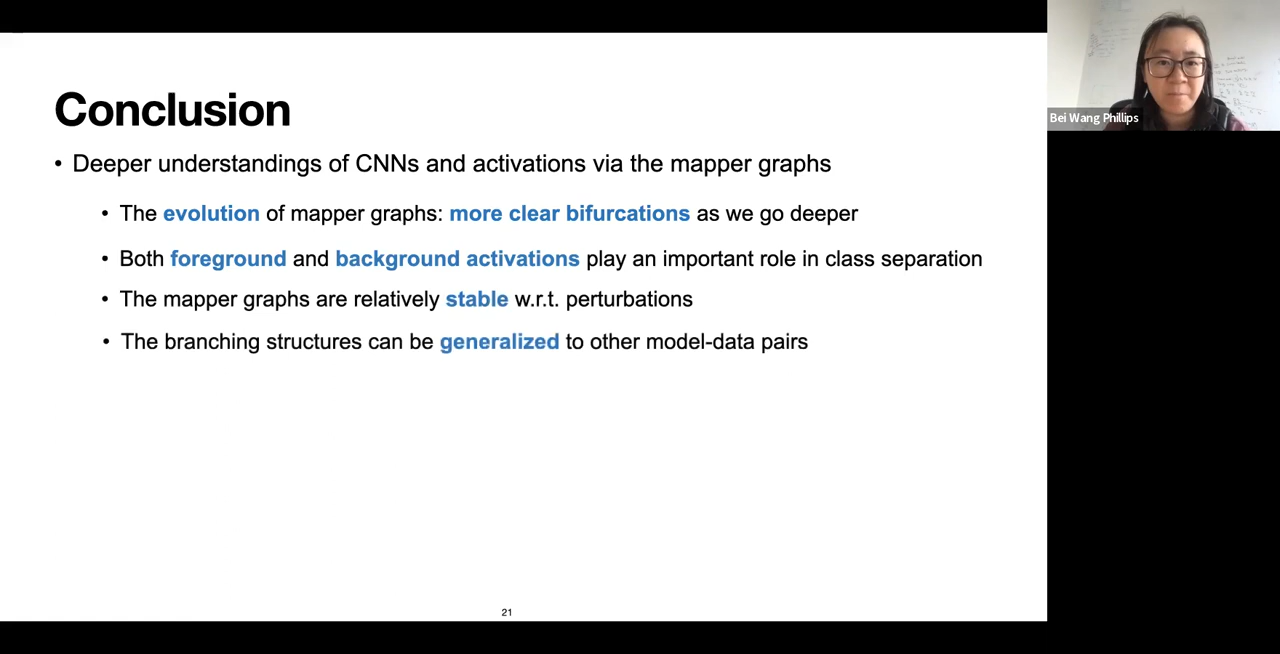 Conclusion
• Deeper understandings of CNNs and activations via the mapper graphs
• The evolution of mapper graphs: more clear bifurcations as we go deeper
• Both foreground and background activations play an important role in class separation
• The mapper graphs are relatively stable w.r.t. perturbations
• The branching structures can be generalized to other model-data pairs
21
Bei Wang Phillips